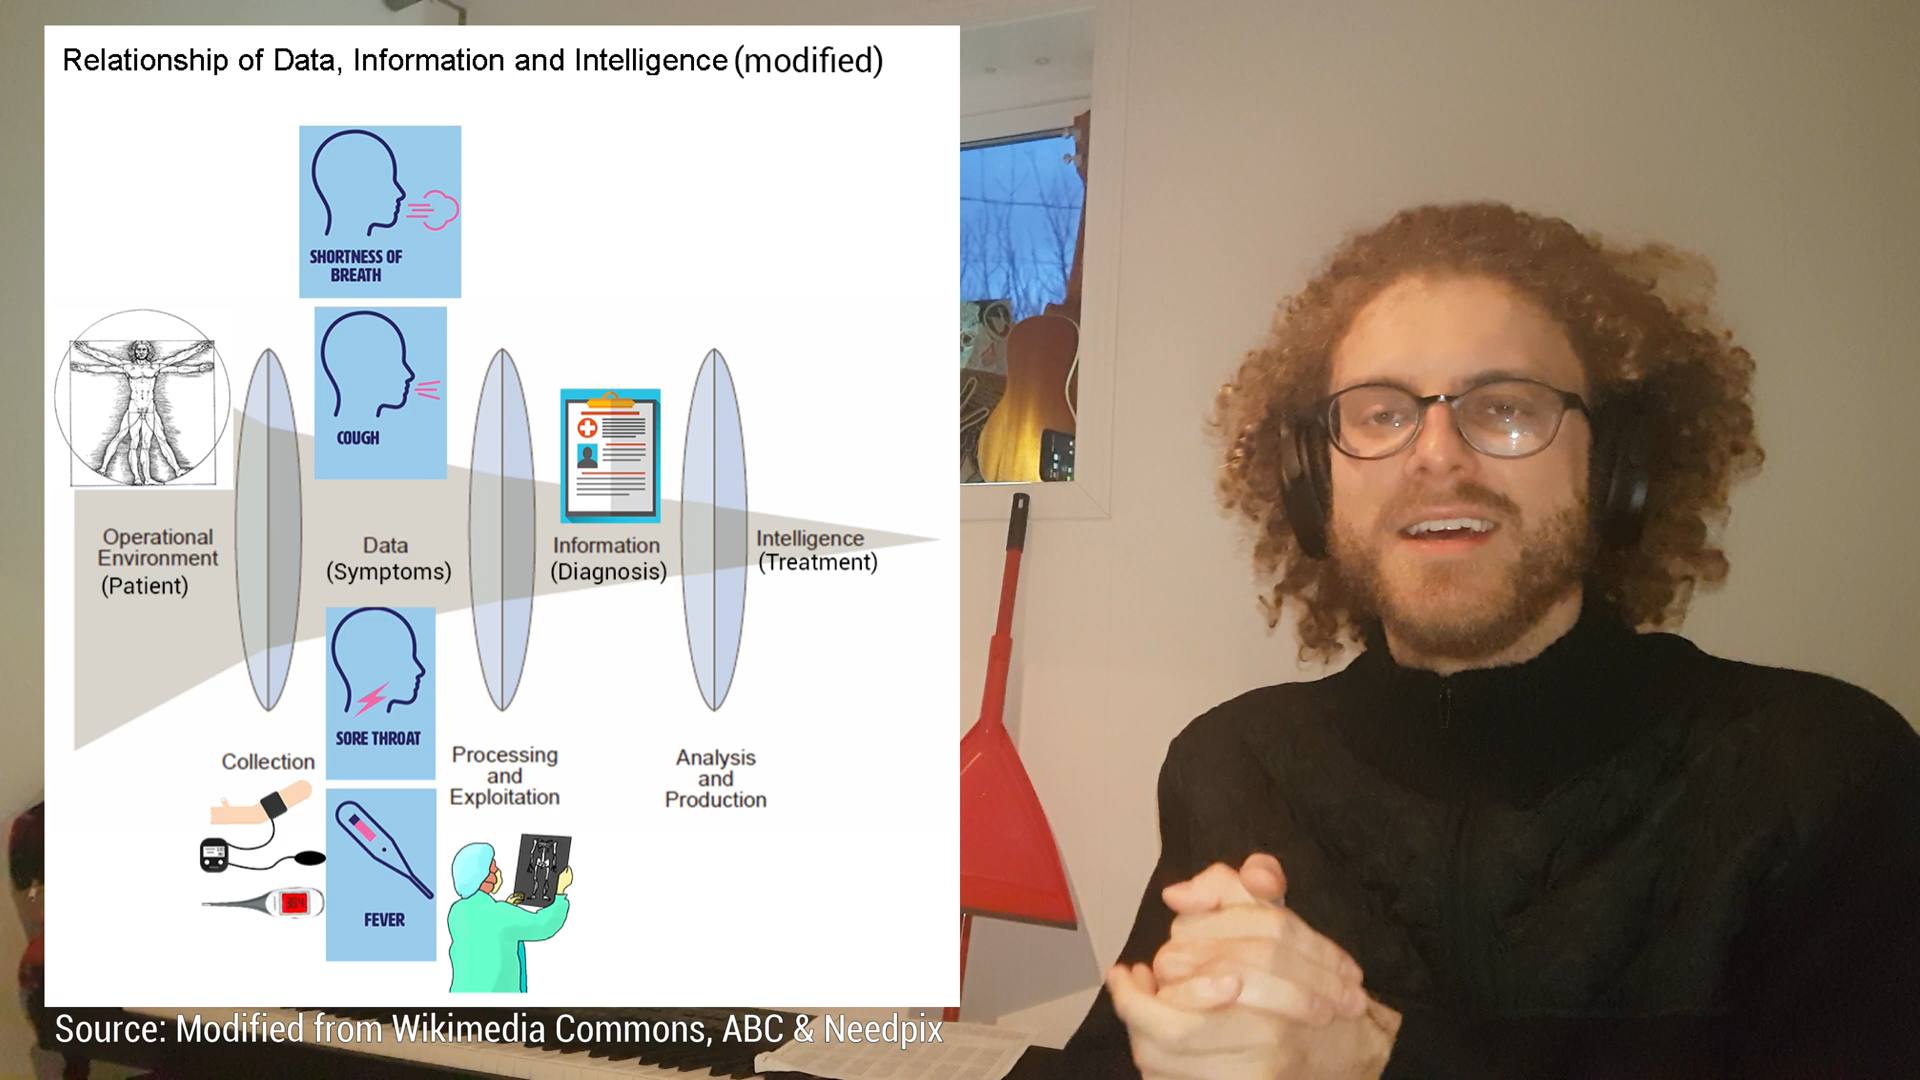 Relationship of Data, Information and Intelligence (modified)
SHORTNESS OF
BREATH
COUGH
Operational
Environment
(Patient)
Data
(Symptoms)
Information
(Diagnosis)
Intelligence
(Treatment)
SORE THROAT
Collection
Processing
and
Exploitation
Analysis
and
Production
FEVER
Source: Modified from Wikimedia Commons, ABC & Needpix